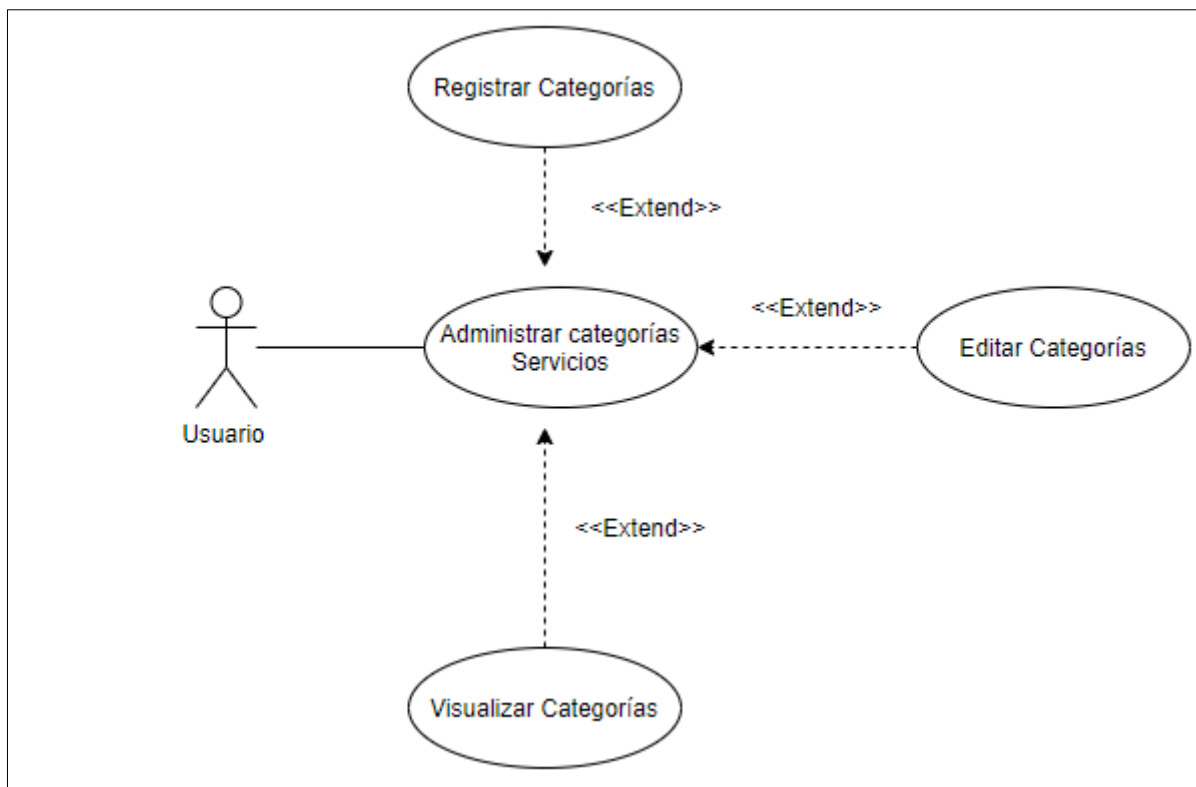 Registrar Categorías
<<Extend>>
<<Extend>>
Administrar categorías
Servicios
Editar Categorías
Usuario
<<Extend>>
Visualizar Categorías